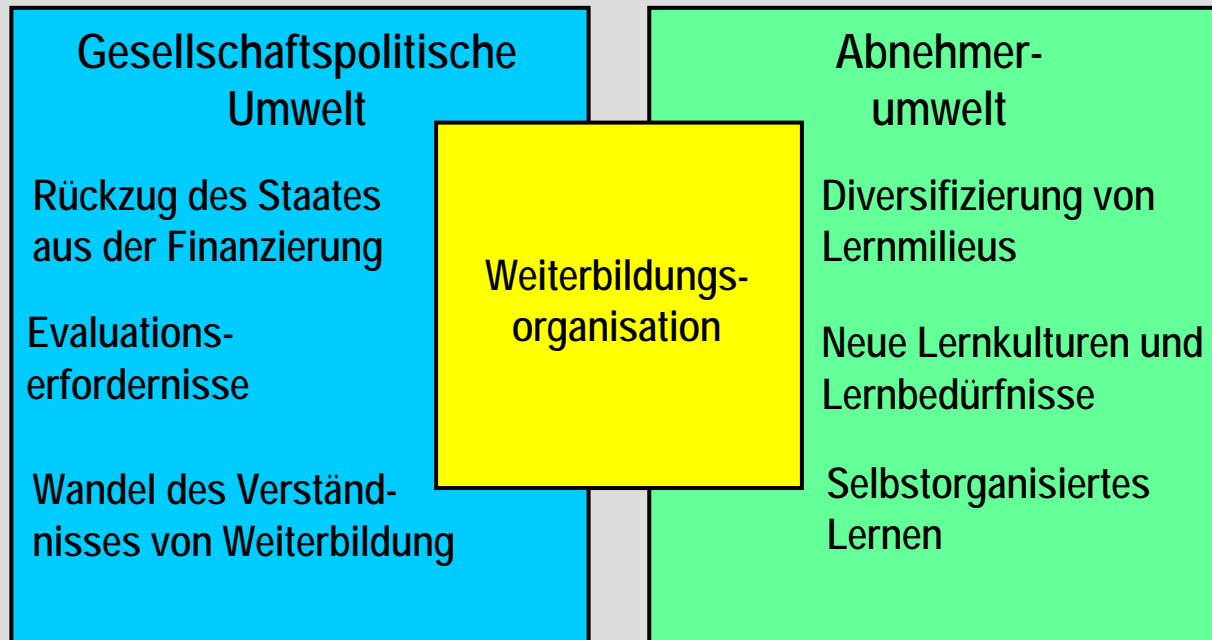 Gesellschaftspolitische
Umwelt
Rückzug des Staates
aus der Finanzierung
Evaluations-
erfordernisse
Wandel des Verständ-
nisses von Weiterbildung
Weiterbildungs-
organisation
Abnehmer-
umwelt
Diversifizierung von
Lernmilieus
Neue Lernkulturen und
Lernbedürfnisse
Selbstorganisiertes
Lernen